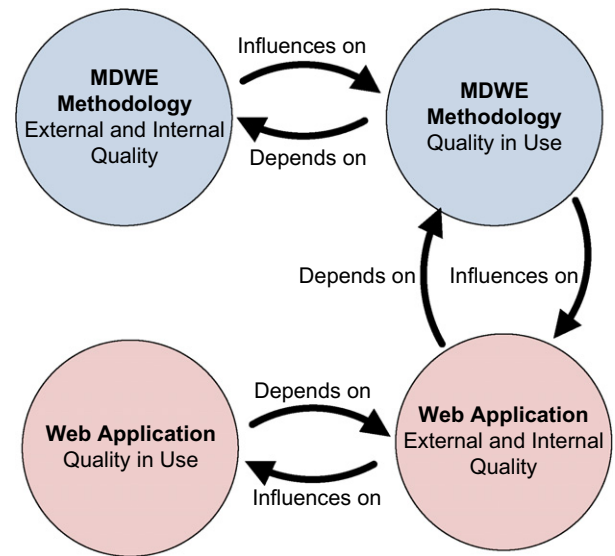 Influences on
MDWE
Methodology
External and Internal
Quality
MDWE
Methodology
Quality in Use
Depends on
Depends on
Influences on
Depends on
Web Application
Quality in Use
Web Application
External and Internal
Quality
Influences on